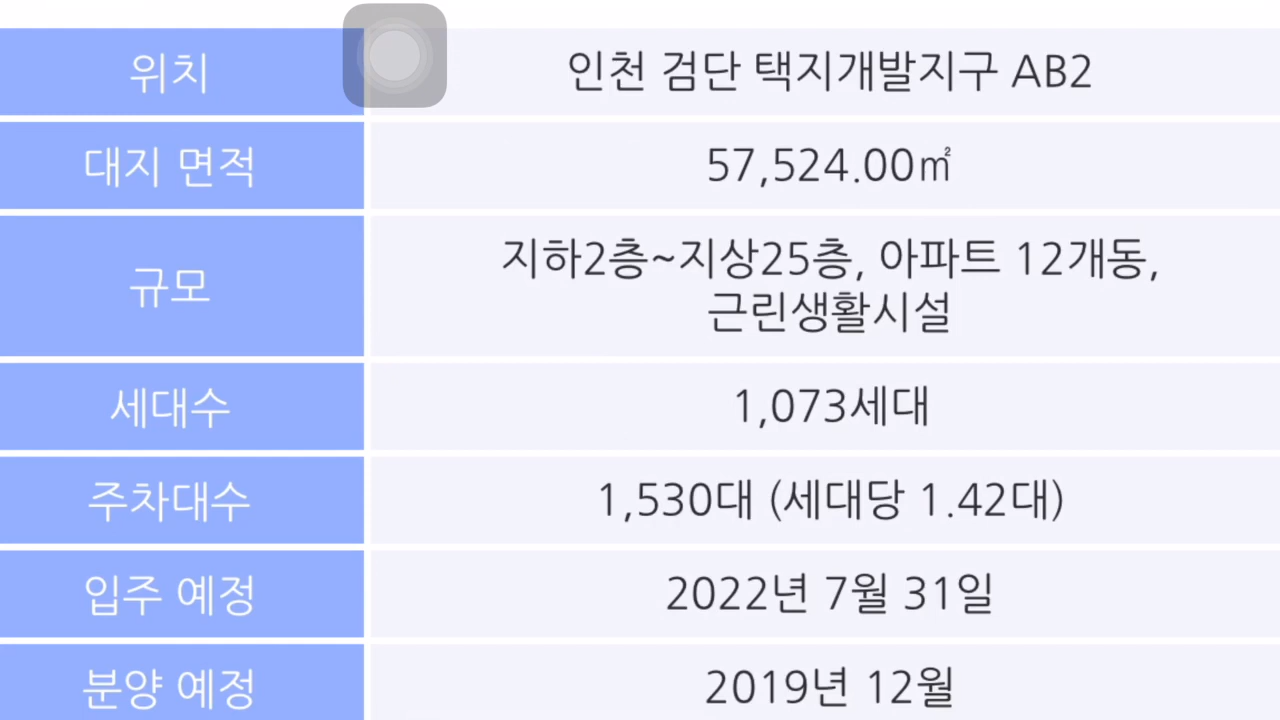 위치
인천 검단 택지개발지구 AB2
대지 면적
57,524.00㎡
규모
지하2층~지상25층, 아파트 12개동,
근린생활시설
세대수
1,073세대
주차대수
1,530대 (세대당 1.42대)
입주 예정
2022년 7월 31일
분양 예정
2019년 12월